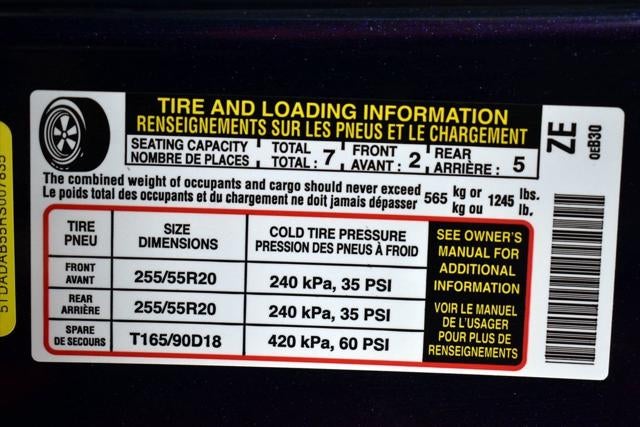 TIRE AND LOADING INFORMATION
RENSEIGNEMENTS SUR LES PNEUS ET LE CHARGEMENT
SEATING CAPACITY TOTAL FRONT REAR
NOMBRE DE PLACES TOTAL : 7 AVANT : 2 ARRIÈRE : 5
The combined weight of occupants and cargo should never exceed 565 kg or 1245 lbs.
Le poids total des occupants et du chargement ne doit jamais dépasser kg ou lb.
TIRE PNEU
SIZE DIMENSIONS
COLD TIRE PRESSURE
PRESSION DES PNEUS À FROID
FRONT AVANT 255/55R20 240 kPa, 35 PSI
REAR ARRIÈRE 255/55R20 240 kPa, 35 PSI
SPARE DE SECOURS T165/90D18 420 kPa, 60 PSI
SEE OWNER'S
MANUAL FOR
ADDITIONAL
INFORMATION
VOIR LE MANUEL
DE L'USAGER
POUR PLUS DE
RENSEIGNEMENTS
ZE
0EB30